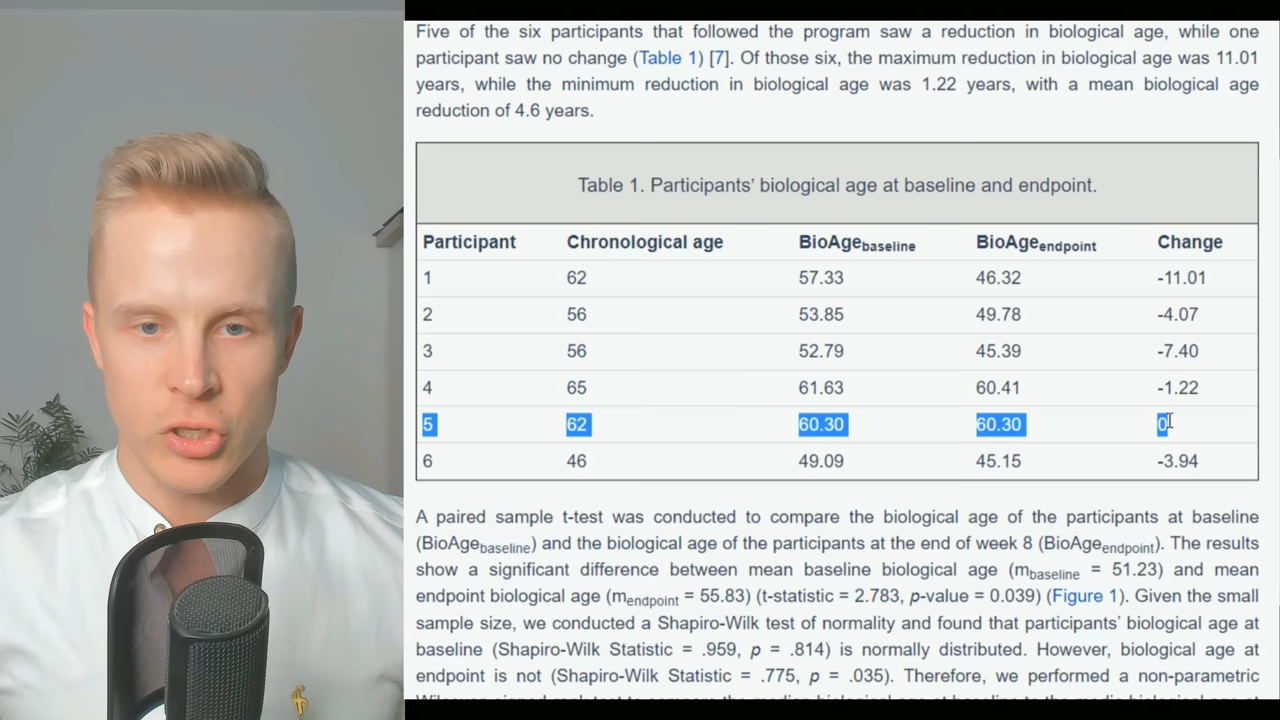 Five of the six participants that followed the program saw a reduction in biological age, while one
participant saw no change (Table 1) [7]. Of those six, the maximum reduction in biological age was 11.01
years, while the minimum reduction in biological age was 1.22 years, with a mean biological age
reduction of 4.6 years.
Table 1. Participants’ biological age at baseline and endpoint.
Participant Chronological age BioAgebaseline BioAgeendpoint Change
1 62 57.33 46.32 -11.01
2 56 53.85 49.78 -4.07
3 56 52.79 45.39 -7.40
4 65 61.63 60.41 -1.22
5 62 60.30 60.30 0
6 46 49.09 45.15 -3.94
A paired sample t-test was conducted to compare the biological age of the participants at baseline
(BioAgebaseline) and the biological age of the participants at the end of week 8 (BioAgeendpoint). The results
show a significant difference between mean baseline biological age (mbaseline = 51.23) and mean
endpoint biological age (mendpoint = 55.83) (t-statistic = 2.783, p-value = 0.039) (Figure 1). Given the small
sample size, we conducted a Shapiro-Wilk test of normality and found that participants’ biological age at
baseline (Shapiro-Wilk Statistic = .959, p = .814) is normally distributed. However, biological age at
endpoint is not (Shapiro-Wilk Statistic = .775, p = .035). Therefore, we performed a non-parametric